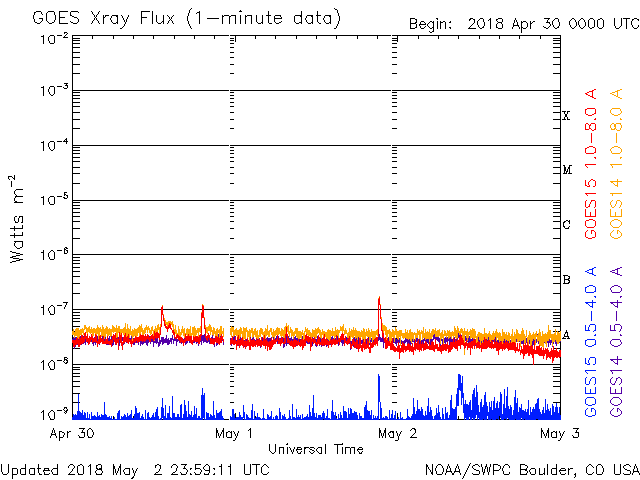 GOES Xray Flux (1-minute data)
Begin: 2018 Apr 30 0000 UTC
10⁻²
10⁻³
10⁻⁴
10⁻⁵
10⁻⁶
10⁻⁷
10⁻⁸
10⁻⁹
Watts m⁻²
X
M
C
B
A
GOES15 0.5-4.0 A GOES15 1.0-8.0 A
GOES14 0.5-4.0 A GOES14 1.0-8.0 A
Apr 30 May 1 May 2 May 3
Universal Time
Updated 2018 May 2 23:59:11 UTC
NOAA/SWPC Boulder, CO USA